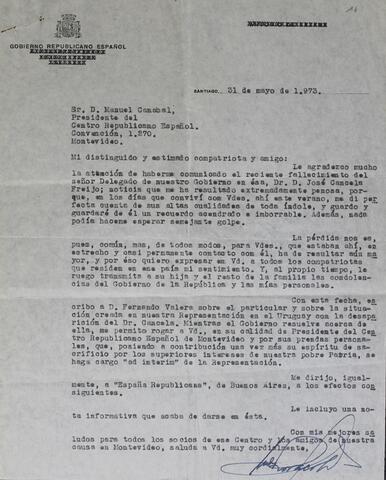 GOBIERNO REPUBLICANO ESPAÑOL
SANTIAGO, 31 de mayo de 1.973.
Sr. D. Manuel Canabal,
Presidente del
Centro Republicano Español.
Convención, 1.270.
Montevideo.
Mi distinguido y estimado compatriota y amigo:
Le agradezco mucho
la atención de haberme comunicado el reciente fallecimiento del
señor Delegado de nuestro Gobierno en ésa, Dr. D. José Cancela
Freijo; noticia que me ha resultado extremadamente penosa, por-
que, en los días que conviví con Vdes. ahí este verano, me dí per-
fecta cuenta de sus altas cualidades de toda índole, y guardo y
guardaré de él un recuerdo acendrado e imborrable. Además, nada
podía hacerme esperar semejante golpe.
La pérdida nos es,
pues, común, mas, de todos modos, para Vdes., que estaban ahí, en
estrecho y casi permanente contacto con él, ha de resultar aún ma-
yor, y por éso quiero expresar en Vd. a todos los compatriotas
que residen en ese país mi sentimiento. Y, al propio tiempo, le
ruego transmita a su hija y el resto de la familia las condolen-
cias del Gobierno de la República y las mías personales.
Con esta fecha, es-
cribo a D. Fernando Valera sobre el particular y sobre la situa-
ción creada en nuestra Representación en el Uruguay con la desapa-
rición del Dr. Cancela. Mientras el Gobierno resuelve acerca de
ella, me permito rogar a Vd., en su calidad de Presidente del Cen-
tro Republicano Español de Montevideo y por sus prendas persona-
les, que, poniendo a contribución una vez más su espíritu de sa-
crificio por los superiores intereses de nuestra pobre Patria, se
haga cargo "ad interim" de la Representación.
Me dirijo, igual-
mente, a "España Republicana", de Buenos Aires, a los efectos con-
siguientes.
Le incluyo una no-
ta informativa que acaba de darse en ésta.
Con mis mejores sa-
ludos para todos los socios de ese Centro y los amigos de nuestra
causa en Montevideo, saluda a Vd. muy cordialmente.